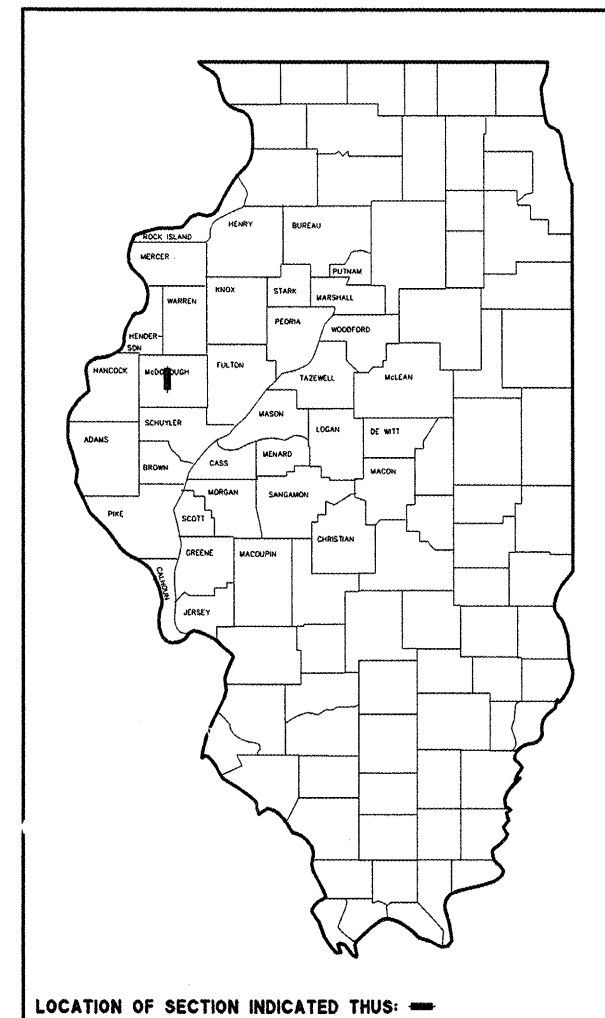 ROCK ISLAND
HENRY
BUREAU
MERCER
PUTNAM
WARREN
KNOX
STARK
MARSHALL
PEORIA
WOODFORD
HENDER-
SON
HANCOCK
McDONOUGH
FULTON
TAZEWELL
McLEAN
MASON
SCHUYLER
LOGAN
DE WITT
ADAMS
BROWN
CASS
MENARD
MACON
MORGAN
SANGAMON
PIKE
SCOTT
CHRISTIAN
GREENE
MACOUPIN
CALHOUN
JERSEY
LOCATION OF SECTION INDICATED THUS: